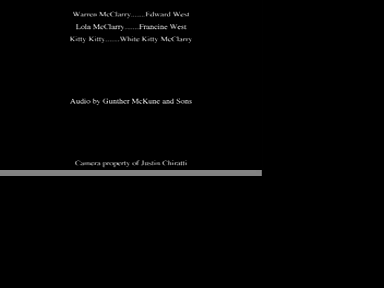 Warren McClarry......Edward West
Lola McClarry......Francine West
Kitty Kitty......White Kitty McClarry
Audio by Gunther McKune and Sons
Camera property of Justin Chiratti